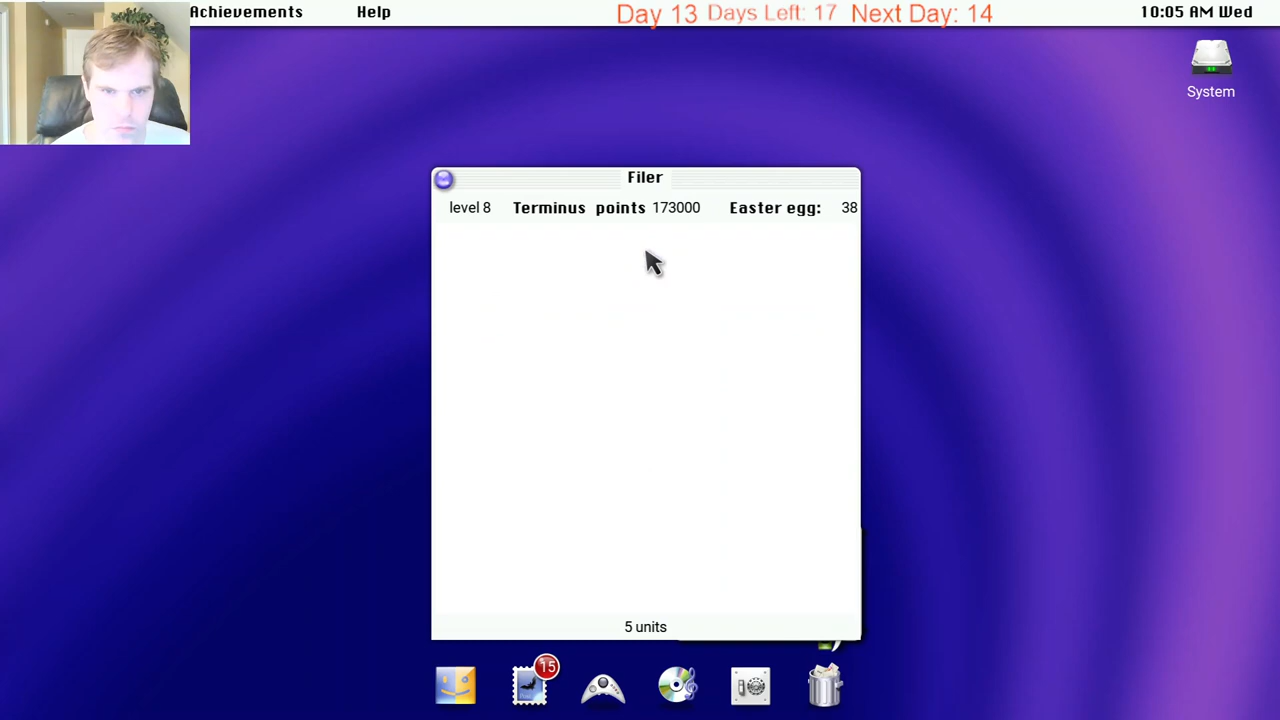 Achievements Help Day 13 Days Left: 17 Next Day: 14 10:05 AM Wed
System
Filer
level 8 Terminus points 173000 Easter egg: 38
5 units
15